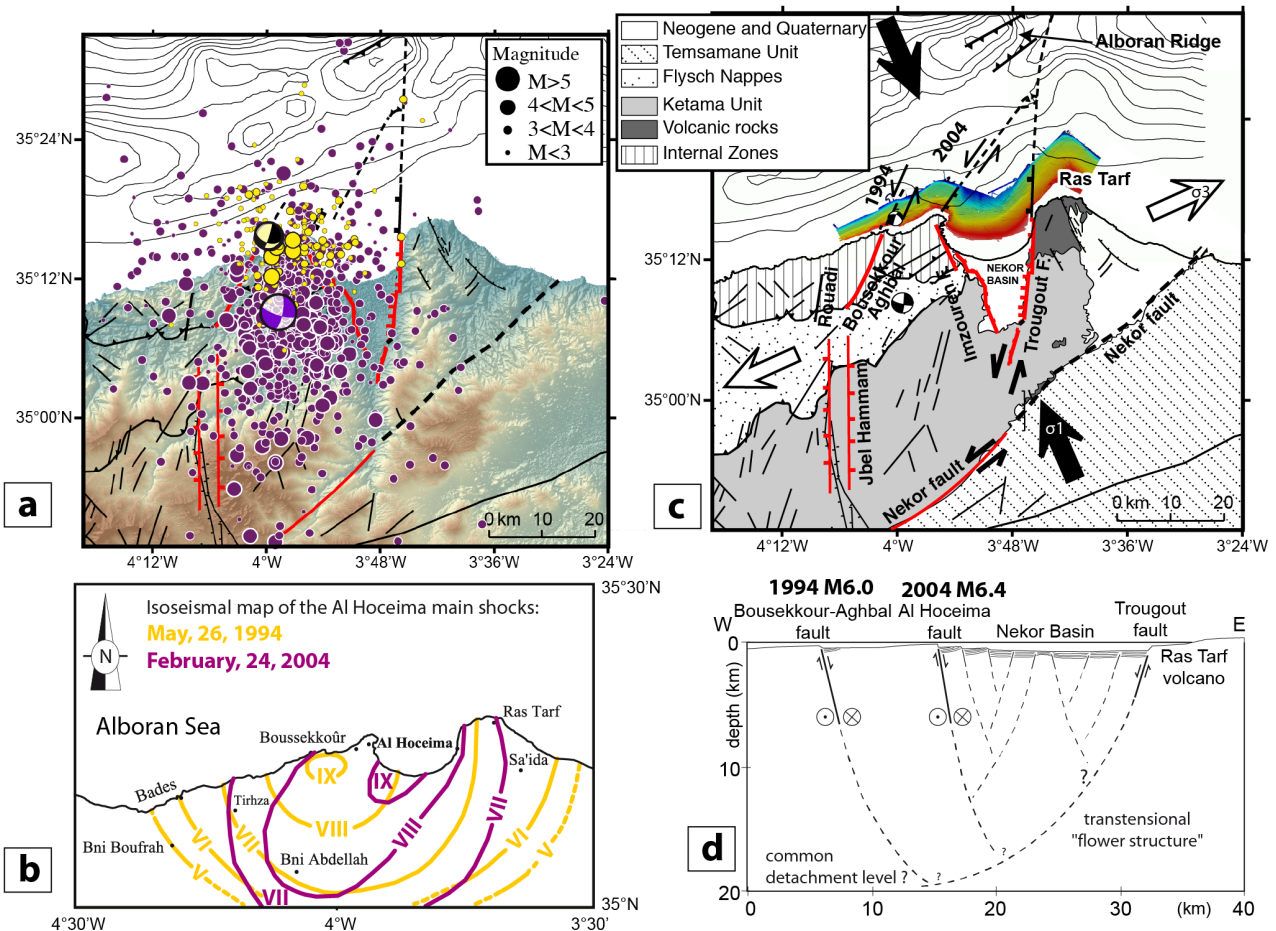 Magnitude
M>5
4<M<5
3<M<4
M<3
35°24'N
35°12'N
35°00'N
a
0 km 10 20
4°12'W 4°W 3°48'W 3°36'W 3°24'W
Neogene and Quaternary
Temsamane Unit
Flysch Nappes
Ketama Unit
Volcanic rocks
Internal Zones
Alboran Ridge
2004
1994
Ras Tarf
σ3
35°12'N
35°00'N
NEKOR
BASIN
Rouadi
Bousekkour
Aghbal
Imzouren
Trougout F.
Nekor fault
Jbel Hammam
σ1
Nekor fault
c
0 km 10 20
4°12'W 4°W 3°48'W 3°36'W 3°24'W
35°30'N
Isoseismal map of the Al Hoceima main shocks:
May, 26, 1994
February, 24, 2004
N
Alboran Sea
Ras Tarf
Boussekkoûr
Al Hoceima
Sa'ida
IX
IX
Bades
Tirhza
VIII
VIII
VII
VII
VI
VI
V
V
Bni Boufrah
Bni Abdellah
VII
b
35°N
4°30'W 4°W 3°30'
1994 M6.0 2004 M6.4
Bousekkour-Aghbal
fault
Al Hoceima
fault
Nekor Basin
Trougout
fault
W
E
0
Ras Tarf
volcano
depth (km)
10
?
transtensional
"flower structure"
?
common
detachment level ?
?
d
20
0 10 20 30 (km) 40